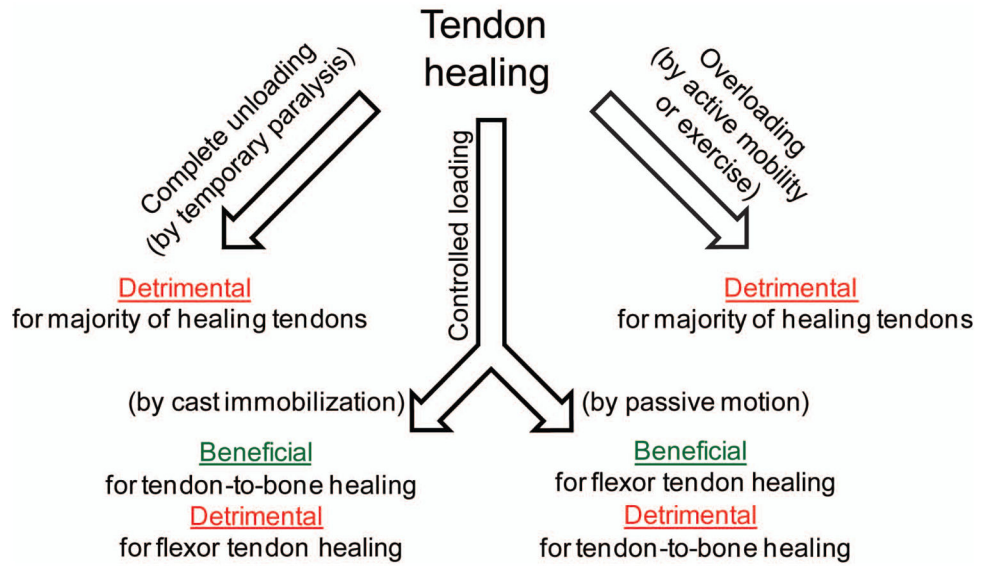 Tendon
healing
Complete unloading
(by temporary paralysis)
Controlled loading
Overloading
(by active mobility
or exercise)
Detrimental
for majority of healing tendons
Detrimental
for majority of healing tendons
(by cast immobilization)
Beneficial
for tendon-to-bone healing
Detrimental
for flexor tendon healing
(by passive motion)
Beneficial
for flexor tendon healing
Detrimental
for tendon-to-bone healing